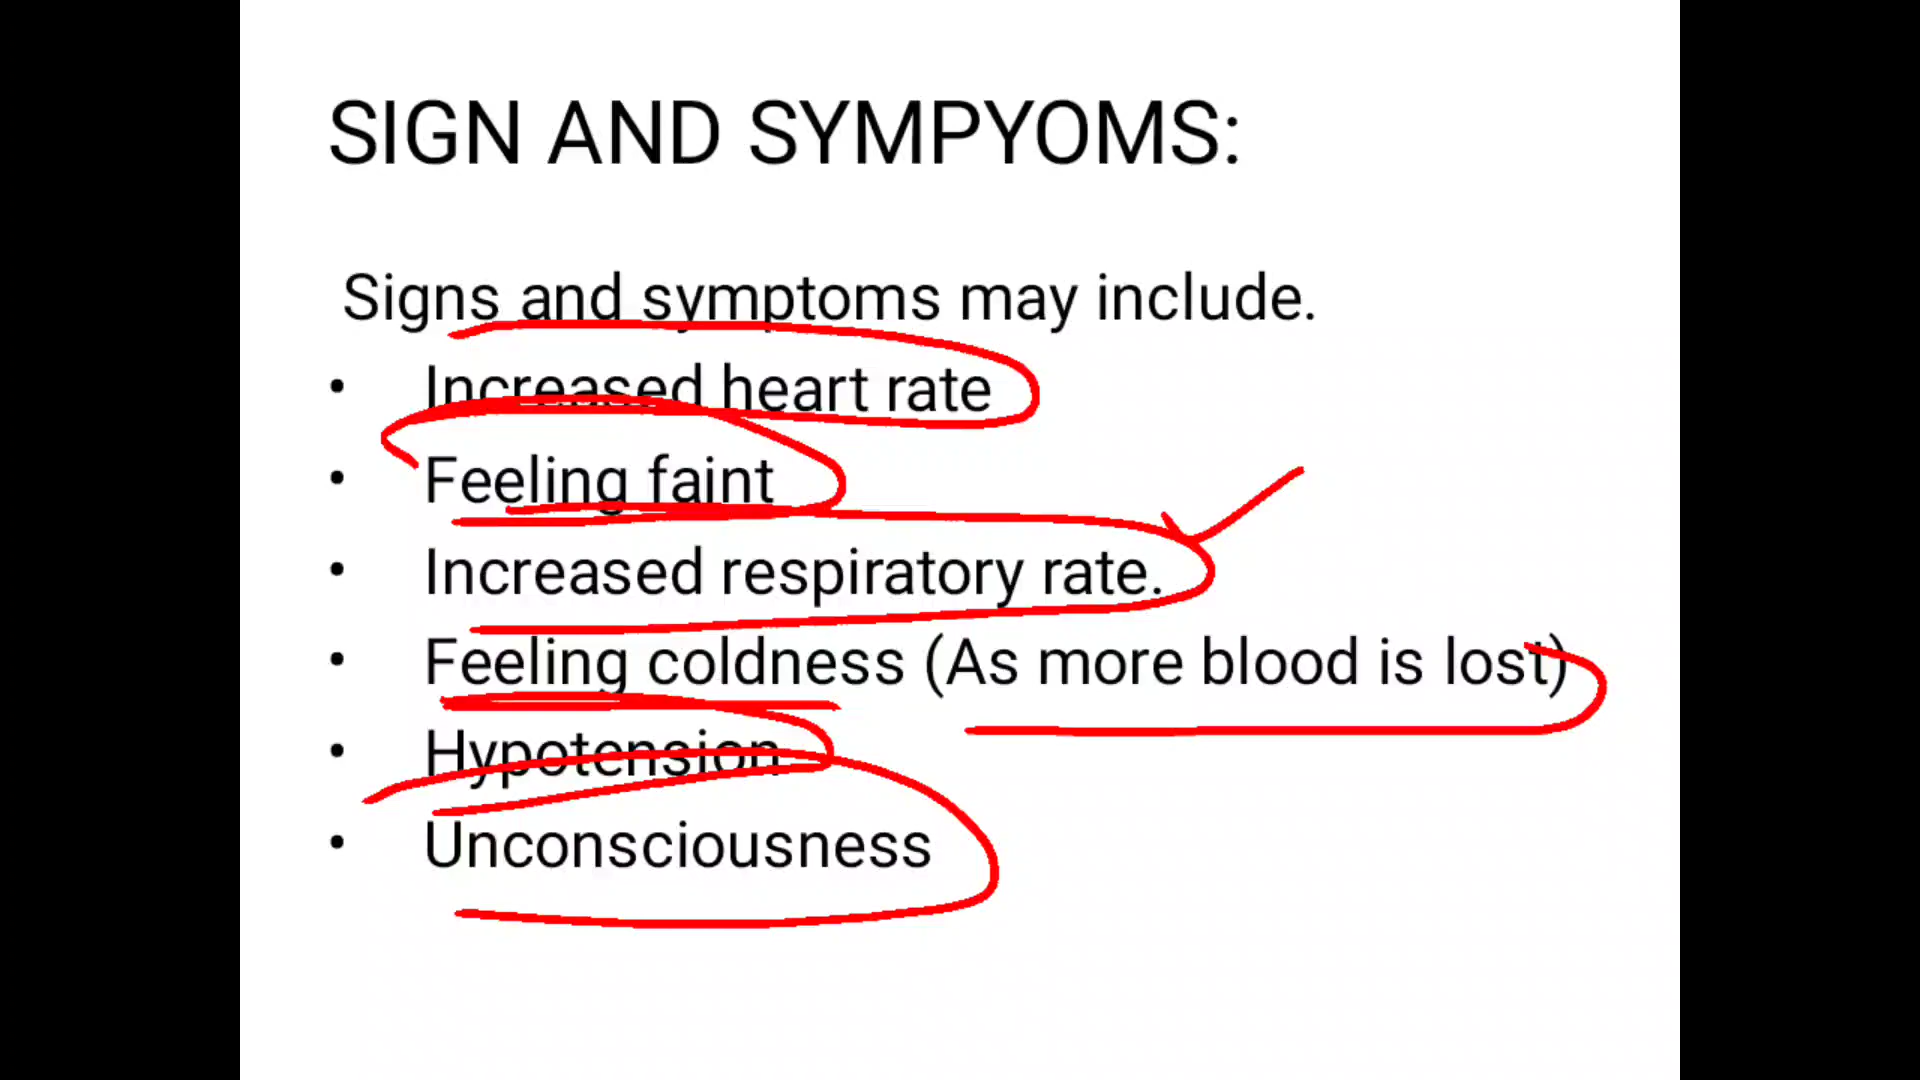 SIGN AND SYMPYOMS:
Signs and symptoms may include.
• Increased heart rate
• Feeling faint
• Increased respiratory rate.
• Feeling coldness (As more blood is lost)
• Hypotension
• Unconsciousness